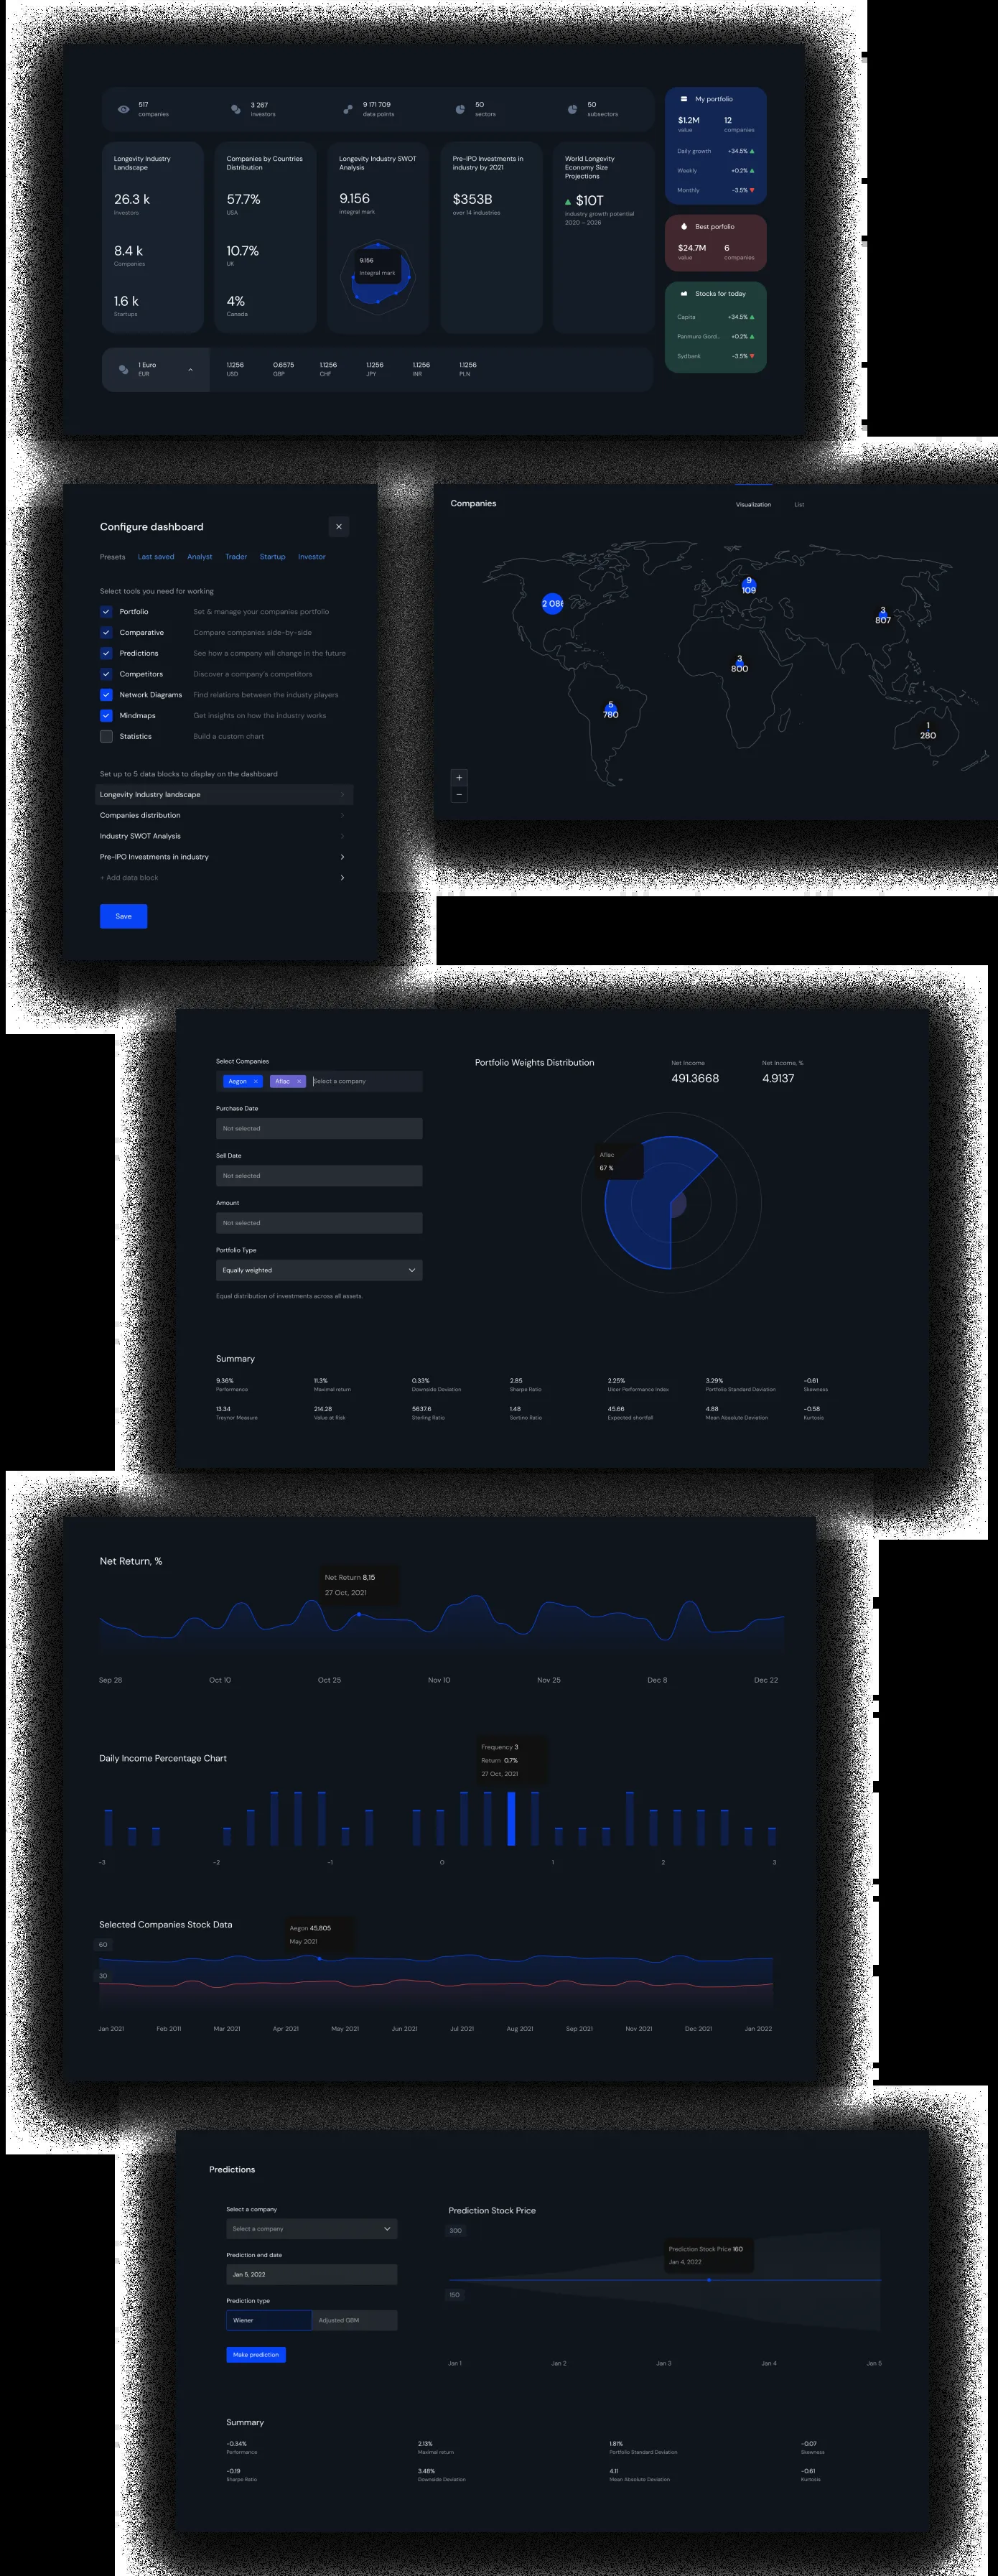 517
companies
3 267
investors
9 171 709
data points
50
sectors
50
subsectors
Longevity Industry
Landscape
26.3 k
Investors
8.4 k
Companies
1.6 k
Startups
Companies by Countries
Distribution
57.7%
USA
10.7%
UK
4%
Canada
Longevity Industry SWOT
Analysis
9.156
integral mark
9.156
Integral mark
Pre-IPO Investments in
industry by 2021
$353B
over 14 industries
World Longevity
Economy Size
Projections
$10T
Industry growth potential
2020 – 2026
1 Euro
EUR
1.1256
USD
0.6575
GBP
1.1256
CHF
1.1256
JPY
1.1256
INR
1.1256
PLN
My portfolio
$1.2M
value
12
companies
Daily growth +34.5%
Weekly +0.2%
Monthly -3.5%
Best porfolio
$24.7M
value
6
companies
Stocks for today
Capita +34.5%
Panmure Gord.. +0.2%
Sydbank -3.5%
Configure dashboard
Presets Last saved Analyst Trader Startup Investor
Select tools you need for working
Portfolio Set & manage your companies portfolio
Comparative Compare companies side-by-side
Predictions See how a company will change in the future
Competitors Discover a company's competitors
Network Diagrams Find relations between the industy players
Mindmaps Get insights on how the industry works
Statistics Build a custom chart
Set up to 5 data blocks to display on the dashboard
Longevity Industry landscape
Companies distribution
Industry SWOT Analysis
Pre-IPO Investments in industry
+ Add data block
Save
Companies
Visualization List
2 086
9
109
3
807
3
800
5
780
1
280
+
−
Select Companies
Aegon × Aflac × Select a company
Purchase Date
Not selected
Sell Date
Not selected
Amount
Not selected
Portfolio Type
Equally weighted
Equal distribution of investments across all assets.
Portfolio Weights Distribution
Net Income
491.3668
Net Income, %
4.9137
Aflac
67 %
Summary
9.36%
Performance
11.3%
Maximal return
0.33%
Downside Deviation
2.85
Sharpe Ratio
2.25%
Ulcer Performance Index
3.29%
Portfolio Standard Deviation
-0.61
Skewness
13.34
Treynor Measure
214.28
Value at Risk
5637.6
Sterling Ratio
1.48
Sortino Ratio
45.66
Expected shortfall
4.88
Mean Absolute Deviation
-0.58
Kurtosis
Net Return, %
Net Return 8,15
27 Oct, 2021
Sep 28 Oct 10 Oct 25 Nov 10 Nov 25 Dec 8 Dec 22
Daily Income Percentage Chart
Frequency 3
Return 0.7%
27 Oct, 2021
-3 -2 -1 0 1 2 3
Selected Companies Stock Data
Aegon 45,805
May 2021
60
30
Jan 2021 Feb 2011 Mar 2021 Apr 2021 May 2021 Jun 2021 Jul 2021 Aug 2021 Sep 2021 Nov 2021 Dec 2021 Jan 2022
Predictions
Select a company
Select a company
Prediction end date
Jan 5, 2022
Prediction type
Wiener Adjusted GBM
Make prediction
Prediction Stock Price
300
150
Prediction Stock Price 160
Jan 4, 2022
Jan 1 Jan 2 Jan 3 Jan 4 Jan 5
Summary
-0.34%
Performance
2.13%
Maximal return
1.81%
Portfolio Standard Deviation
-0.07
Skewness
-0.19
Sharpe Ratio
3.48%
Downside Deviation
4.11
Mean Absolute Deviation
-0.61
Kurtosis